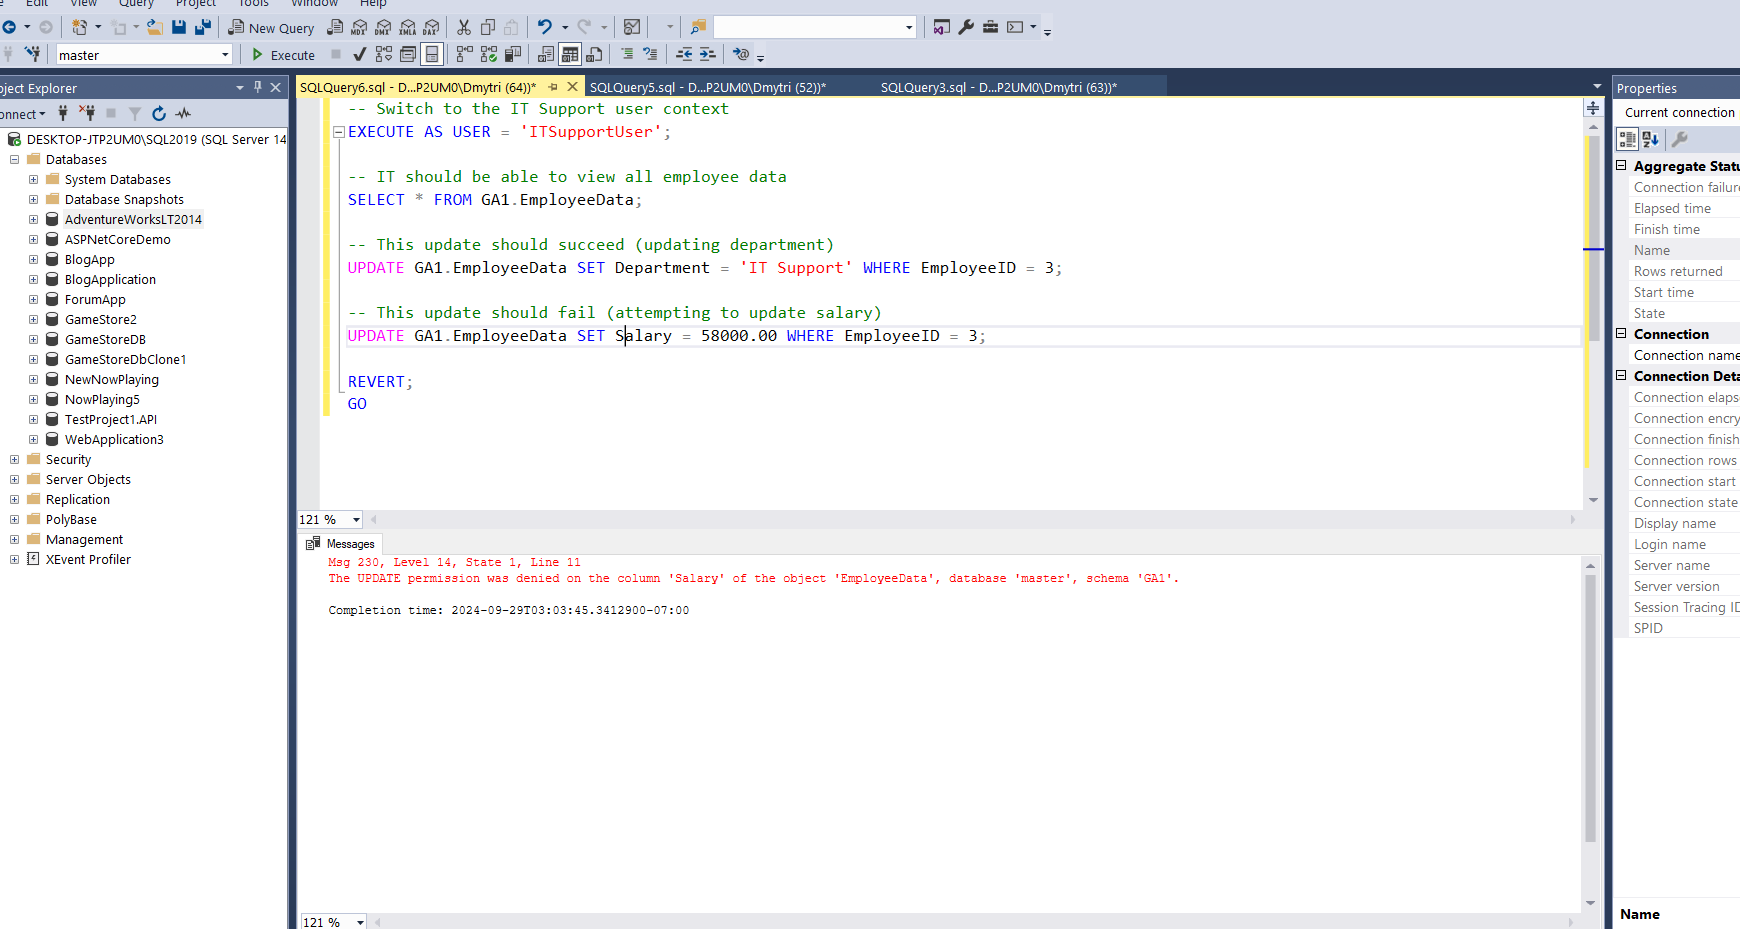 Edit View Query Project Tools Window Help
New Query MDX DMX XMLA DAX
master Execute
ject Explorer
onnect
DESKTOP-JTP2UM0\SQL2019 (SQL Server 14
Databases
System Databases
Database Snapshots
AdventureWorksLT2014
ASPNetCoreDemo
BlogApp
BlogApplication
ForumApp
GameStore2
GameStoreDB
GameStoreDbClone1
NewNowPlaying
NowPlaying5
TestProject1.API
WebApplication3
Security
Server Objects
Replication
PolyBase
Management
XEvent Profiler
SQLQuery6.sql - D...P2UM0\Dmytri (64))* SQLQuery5.sql - D...P2UM0\Dmytri (52))* SQLQuery3.sql - D...P2UM0\Dmytri (63))*
-- Switch to the IT Support user context
EXECUTE AS USER = 'ITSupportUser';
-- IT should be able to view all employee data
SELECT * FROM GA1.EmployeeData;
-- This update should succeed (updating department)
UPDATE GA1.EmployeeData SET Department = 'IT Support' WHERE EmployeeID = 3;
-- This update should fail (attempting to update salary)
UPDATE GA1.EmployeeData SET Salary = 58000.00 WHERE EmployeeID = 3;
REVERT;
GO
121 %
Messages
Msg 230, Level 14, State 1, Line 11
The UPDATE permission was denied on the column 'Salary' of the object 'EmployeeData', database 'master', schema 'GA1'.
Completion time: 2024-09-29T03:03:45.3412900-07:00
121 %
Properties
Current connection
Aggregate Statu
Connection failure
Elapsed time
Finish time
Name
Rows returned
Start time
State
Connection
Connection name
Connection Deta
Connection elaps
Connection encry
Connection finish
Connection rows
Connection start
Connection state
Display name
Login name
Server name
Server version
Session Tracing ID
SPID
Name